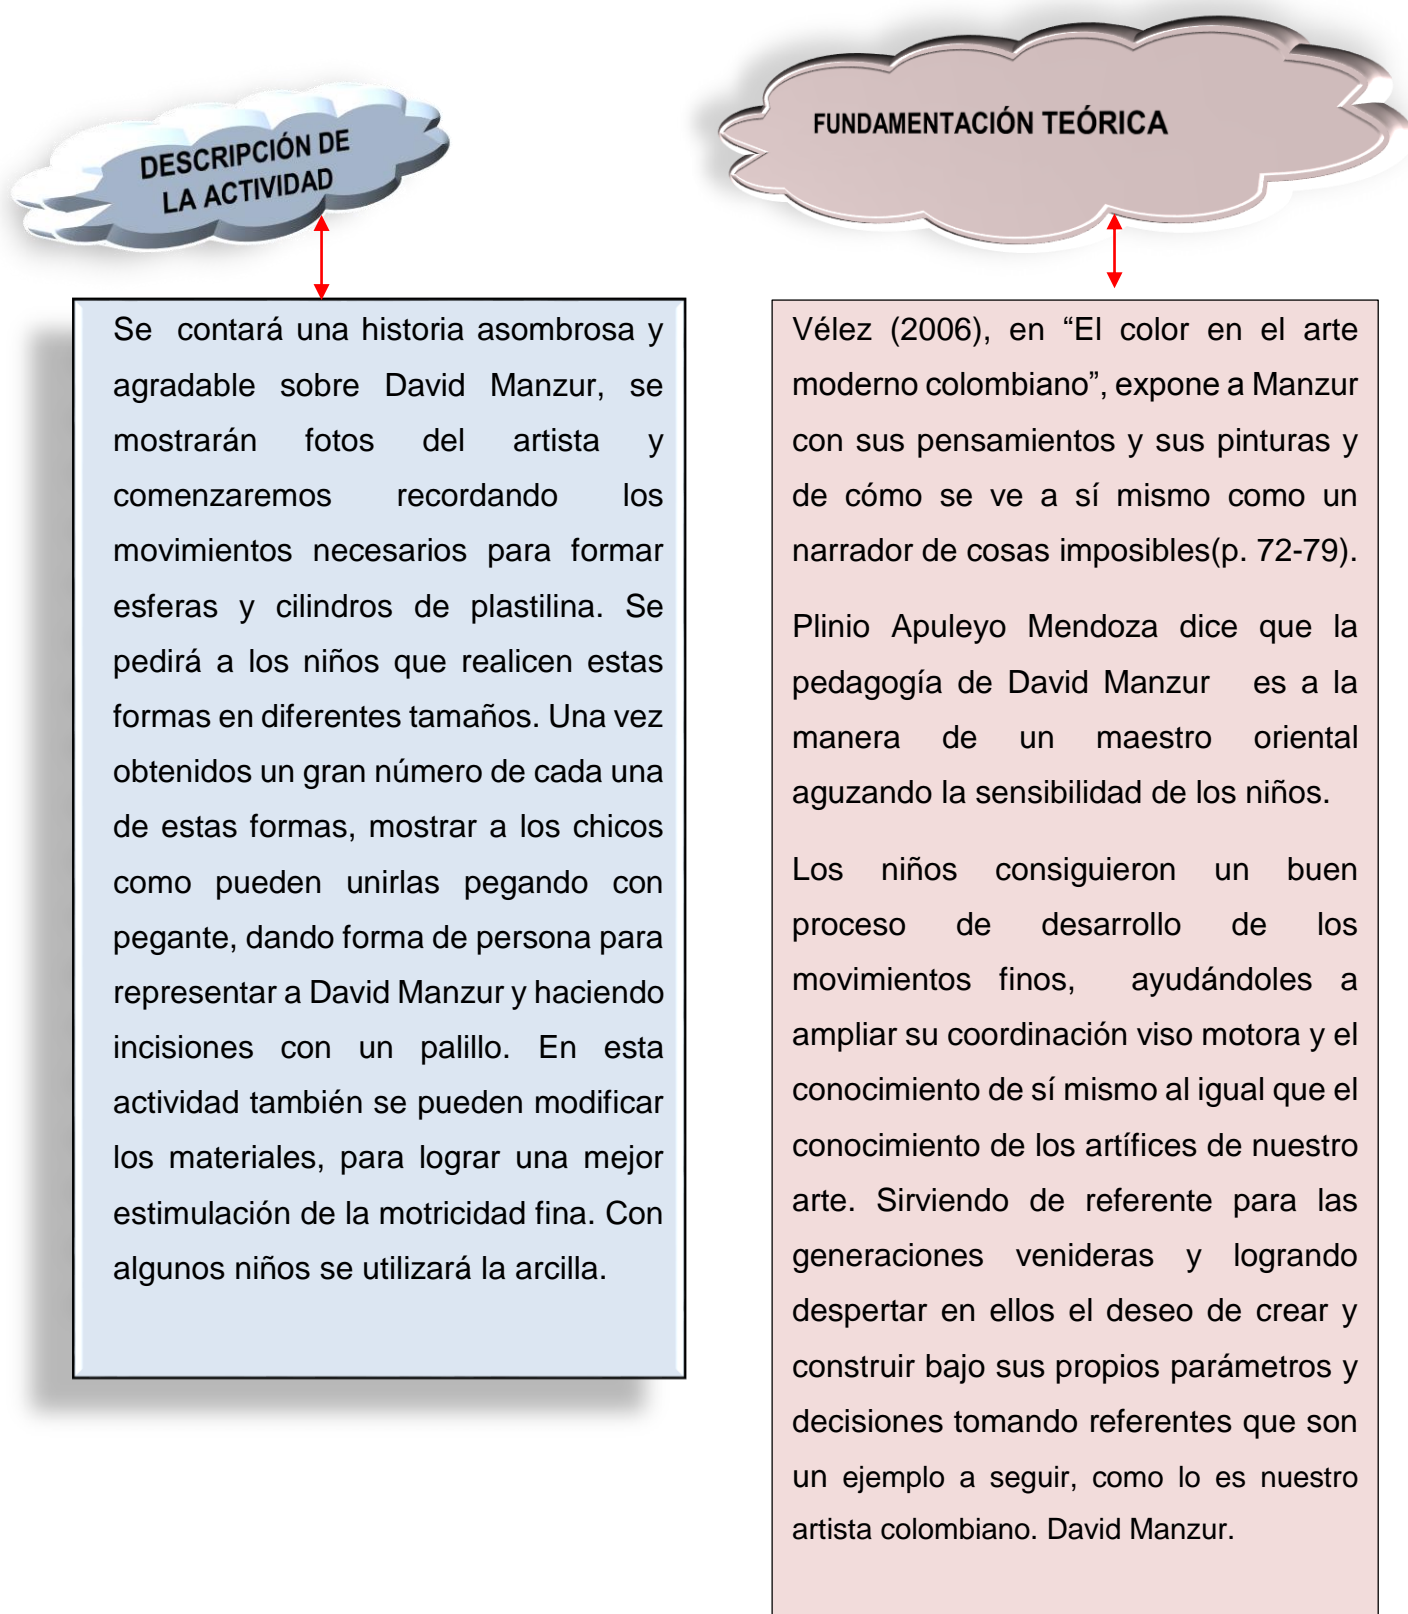 DESCRIPCIÓN DE
LA ACTIVIDAD
Se contará una historia asombrosa y
agradable sobre David Manzur, se
mostrarán fotos del artista y
comenzaremos recordando los
movimientos necesarios para formar
esferas y cilindros de plastilina. Se
pedirá a los niños que realicen estas
formas en diferentes tamaños. Una vez
obtenidos un gran número de cada una
de estas formas, mostrar a los chicos
como pueden unirlas pegando con
pegante, dando forma de persona para
representar a David Manzur y haciendo
incisiones con un palillo. En esta
actividad también se pueden modificar
los materiales, para lograr una mejor
estimulación de la motricidad fina. Con
algunos niños se utilizará la arcilla.
FUNDAMENTACIÓN TEÓRICA
Vélez (2006), en “El color en el arte
moderno colombiano”, expone a Manzur
con sus pensamientos y sus pinturas y
de cómo se ve a sí mismo como un
narrador de cosas imposibles(p. 72-79).
Plinio Apuleyo Mendoza dice que la
pedagogía de David Manzur es a la
manera de un maestro oriental
aguzando la sensibilidad de los niños.
Los niños consiguieron un buen
proceso de desarrollo de los
movimientos finos, ayudándoles a
ampliar su coordinación viso motora y el
conocimiento de sí mismo al igual que el
conocimiento de los artífices de nuestro
arte. Sirviendo de referente para las
generaciones venideras y logrando
despertar en ellos el deseo de crear y
construir bajo sus propios parámetros y
decisiones tomando referentes que son
un ejemplo a seguir, como lo es nuestro
artista colombiano. David Manzur.